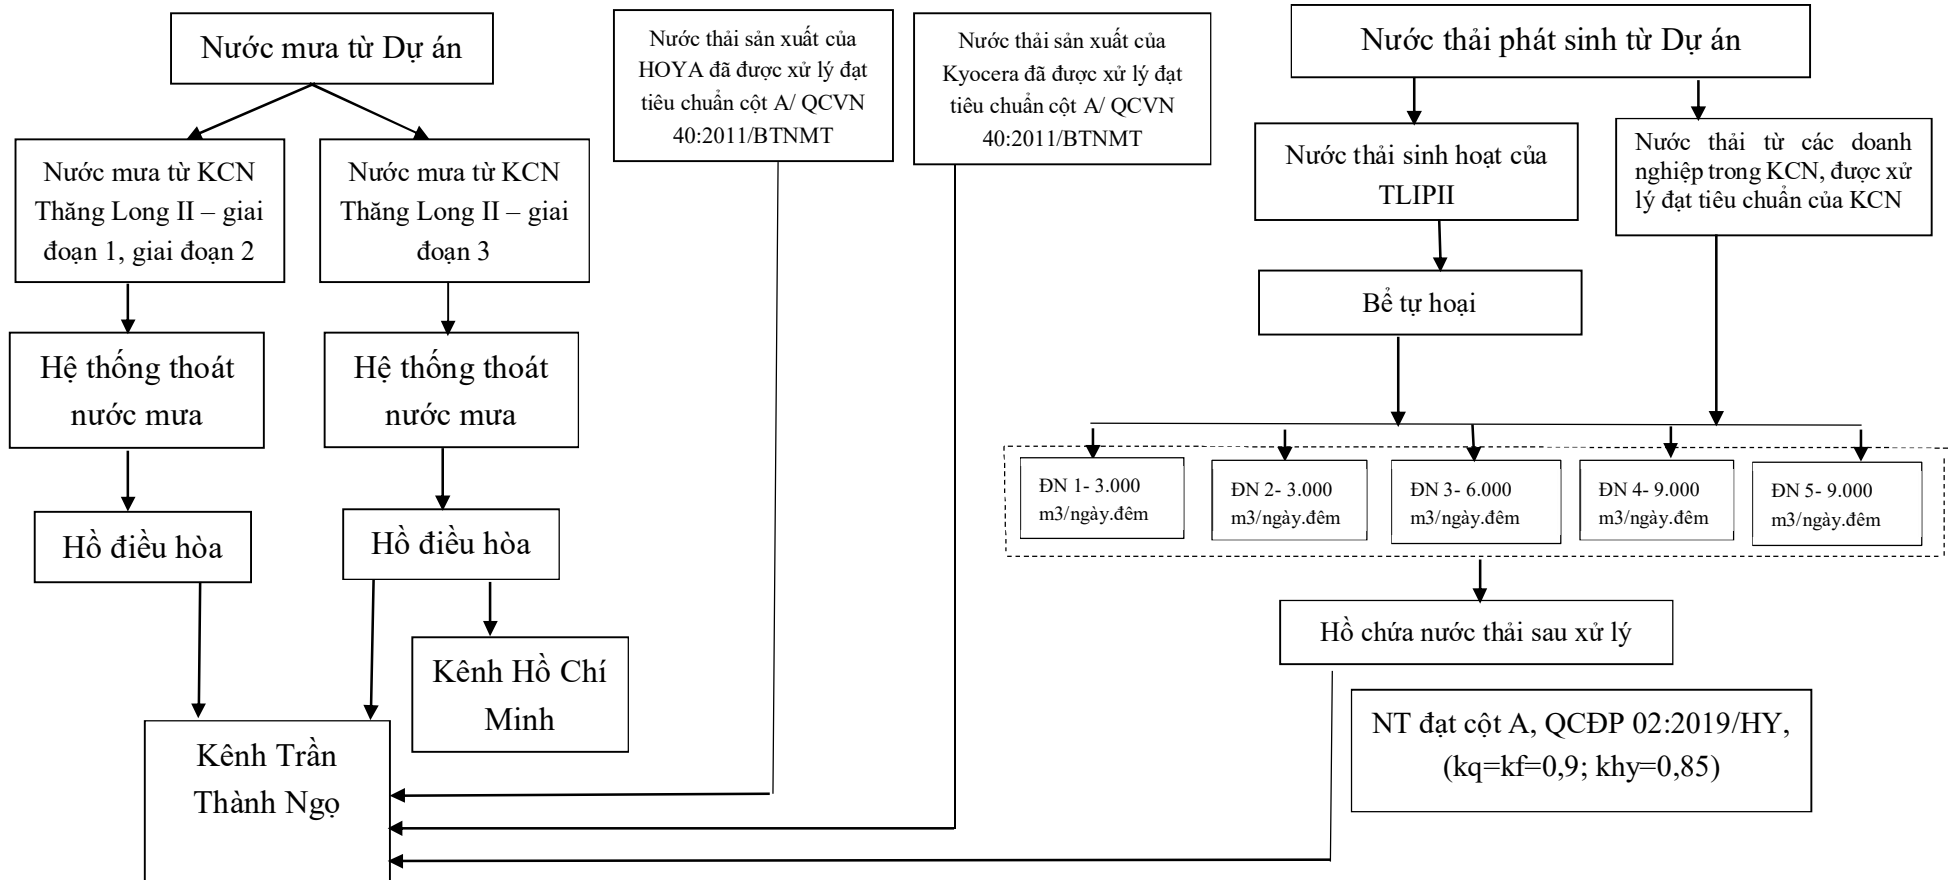 Nước mưa từ Dự án
Nước mưa từ KCN
Thăng Long II – giai
đoạn 1, giai đoạn 2
Nước mưa từ KCN
Thăng Long II – giai
đoạn 3
Hệ thống thoát
nước mưa
Hệ thống thoát
nước mưa
Hồ điều hòa
Hồ điều hòa
Kênh Hồ Chí
Minh
Kênh Trần
Thành Ngọ
Nước thải sản xuất của
HOYA đã được xử lý đạt
tiêu chuẩn cột A/ QCVN
40:2011/BTNMT
Nước thải sản xuất của
Kyocera đã được xử lý đạt
tiêu chuẩn cột A/ QCVN
40:2011/BTNMT
Nước thải phát sinh từ Dự án
Nước thải sinh hoạt của
TLIPII
Nước thải từ các doanh
nghiệp trong KCN, được xử
lý đạt tiêu chuẩn của KCN
Bể tự hoại
ĐN 1- 3.000
m3/ngày.đêm
ĐN 2- 3.000
m3/ngày.đêm
ĐN 3- 6.000
m3/ngày.đêm
ĐN 4- 9.000
m3/ngày.đêm
ĐN 5- 9.000
m3/ngày.đêm
Hồ chứa nước thải sau xử lý
NT đạt cột A, QCĐP 02:2019/HY,
(kq=kf=0,9; khy=0,85)